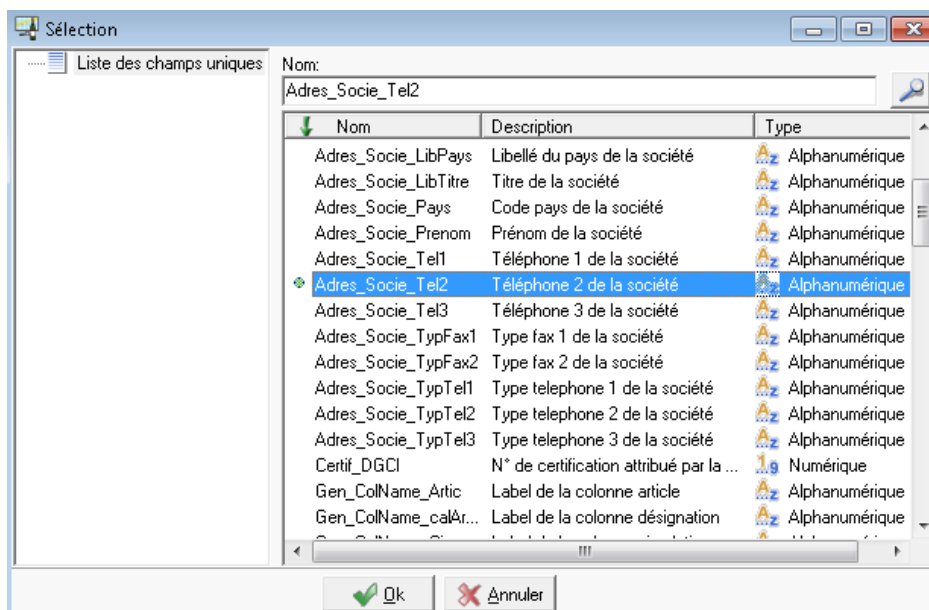 Sélection
Liste des champs uniques
Nom:
Adres_Socie_Tel2
Nom Description Type
Adres_Socie_LibPays Libellé du pays de la société Alphanumérique
Adres_Socie_LibTitre Titre de la société Alphanumérique
Adres_Socie_Pays Code pays de la société Alphanumérique
Adres_Socie_Prenom Prénom de la société Alphanumérique
Adres_Socie_Tel1 Téléphone 1 de la société Alphanumérique
Adres_Socie_Tel2 Téléphone 2 de la société Alphanumérique
Adres_Socie_Tel3 Téléphone 3 de la société Alphanumérique
Adres_Socie_TypFax1 Type fax 1 de la société Alphanumérique
Adres_Socie_TypFax2 Type fax 2 de la société Alphanumérique
Adres_Socie_TypTel1 Type telephone 1 de la société Alphanumérique
Adres_Socie_TypTel2 Type telephone 2 de la société Alphanumérique
Adres_Socie_TypTel3 Type telephone 3 de la société Alphanumérique
Certif_DGCI N° de certification attribué par la ... Numérique
Gen_ColName_Artic Label de la colonne article Alphanumérique
Gen_ColName_calAr... Label de la colonne désignation Alphanumérique
Ok Annuler